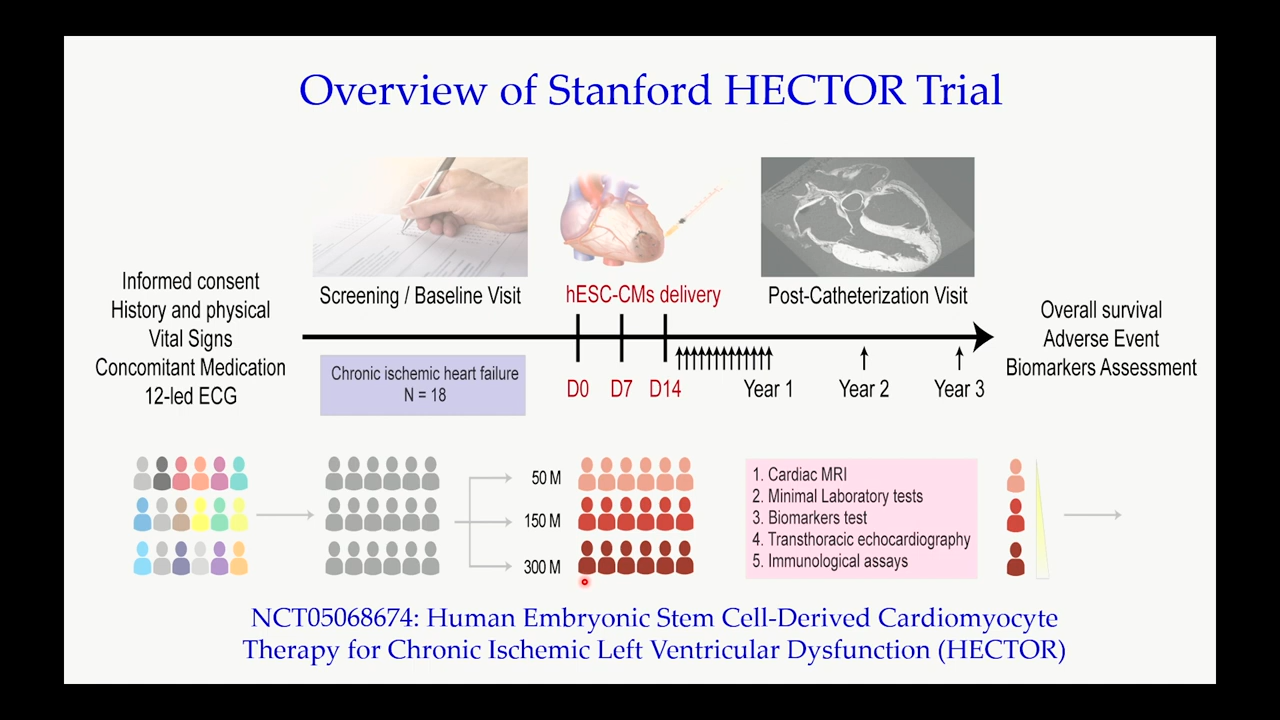 Overview of Stanford HECTOR Trial
Informed consent
History and physical
Vital Signs
Concomitant Medication
12-led ECG
Screening / Baseline Visit
hESC-CMs delivery
Post-Catheterization Visit
Chronic ischemic heart failure
N = 18
D0 D7 D14 Year 1 Year 2 Year 3
Overall survival
Adverse Event
Biomarkers Assessment
50 M
150 M
300 M
1. Cardiac MRI
2. Minimal Laboratory tests
3. Biomarkers test
4. Transthoracic echocardiography
5. Immunological assays
NCT05068674: Human Embryonic Stem Cell-Derived Cardiomyocyte
Therapy for Chronic Ischemic Left Ventricular Dysfunction (HECTOR)